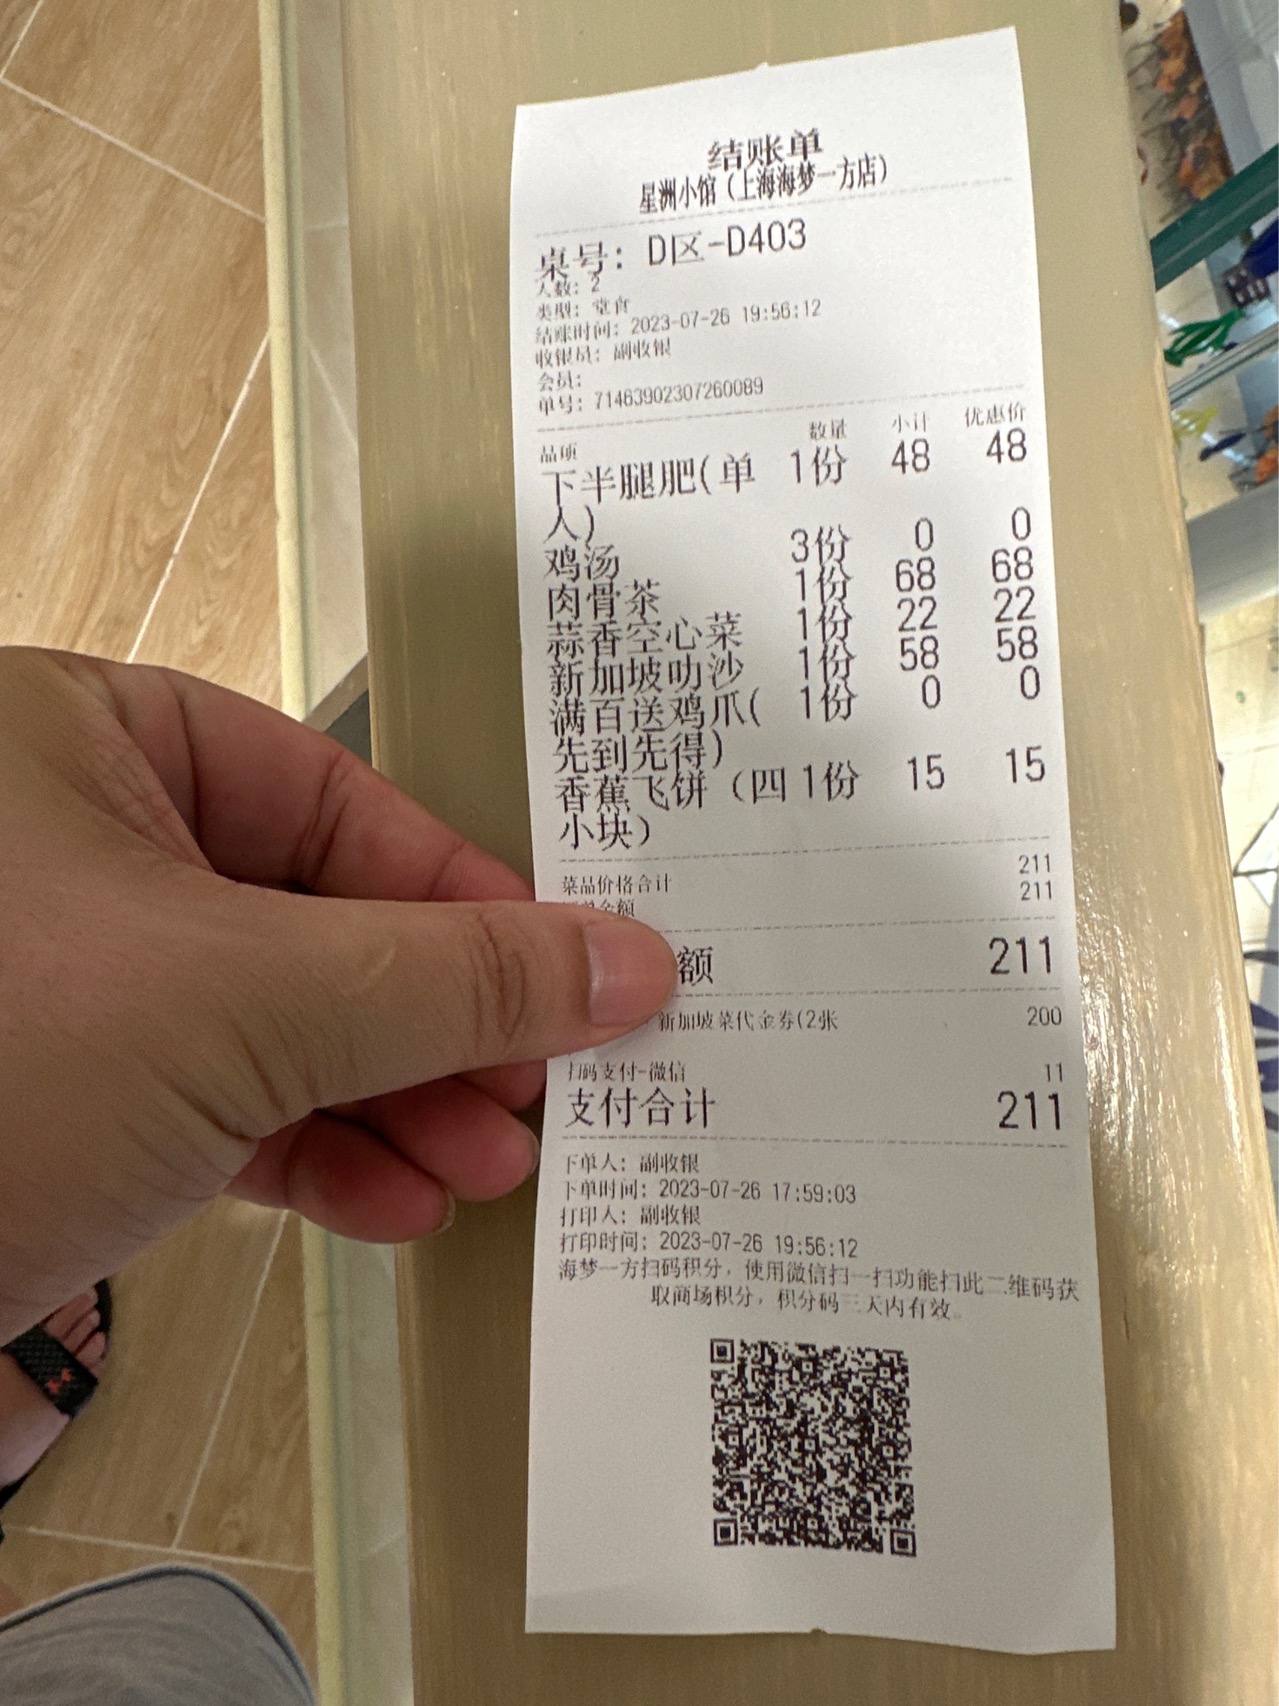 结账单
星洲小馆（上海海梦一方店）
桌号: D区-D403
人数: 2
类型: 堂食
结账时间: 2023-07-26 19:56:12
收银员: 副收银
会员:
单号: 71463902307260089
品项 数量 小计 优惠价
下半腿肥(单 1份 48 48
人)
鸡汤 3份 0 0
肉骨茶 1份 68 68
蒜香空心菜 1份 22 22
新加坡叻沙 1份 58 58
满百送鸡爪( 1份 0 0
先到先得)
香蕉飞饼（四 1份 15 15
小块）
菜品价格合计 211
金额 211
额 211
新加坡菜代金券(2张 200
扫码支付-微信 11
支付合计 211
下单人: 副收银
下单时间: 2023-07-26 17:59:03
打印人: 副收银
打印时间: 2023-07-26 19:56:12
海梦一方扫码积分，使用微信扫一扫功能扫此二维码获
取商场积分，积分码三天内有效。